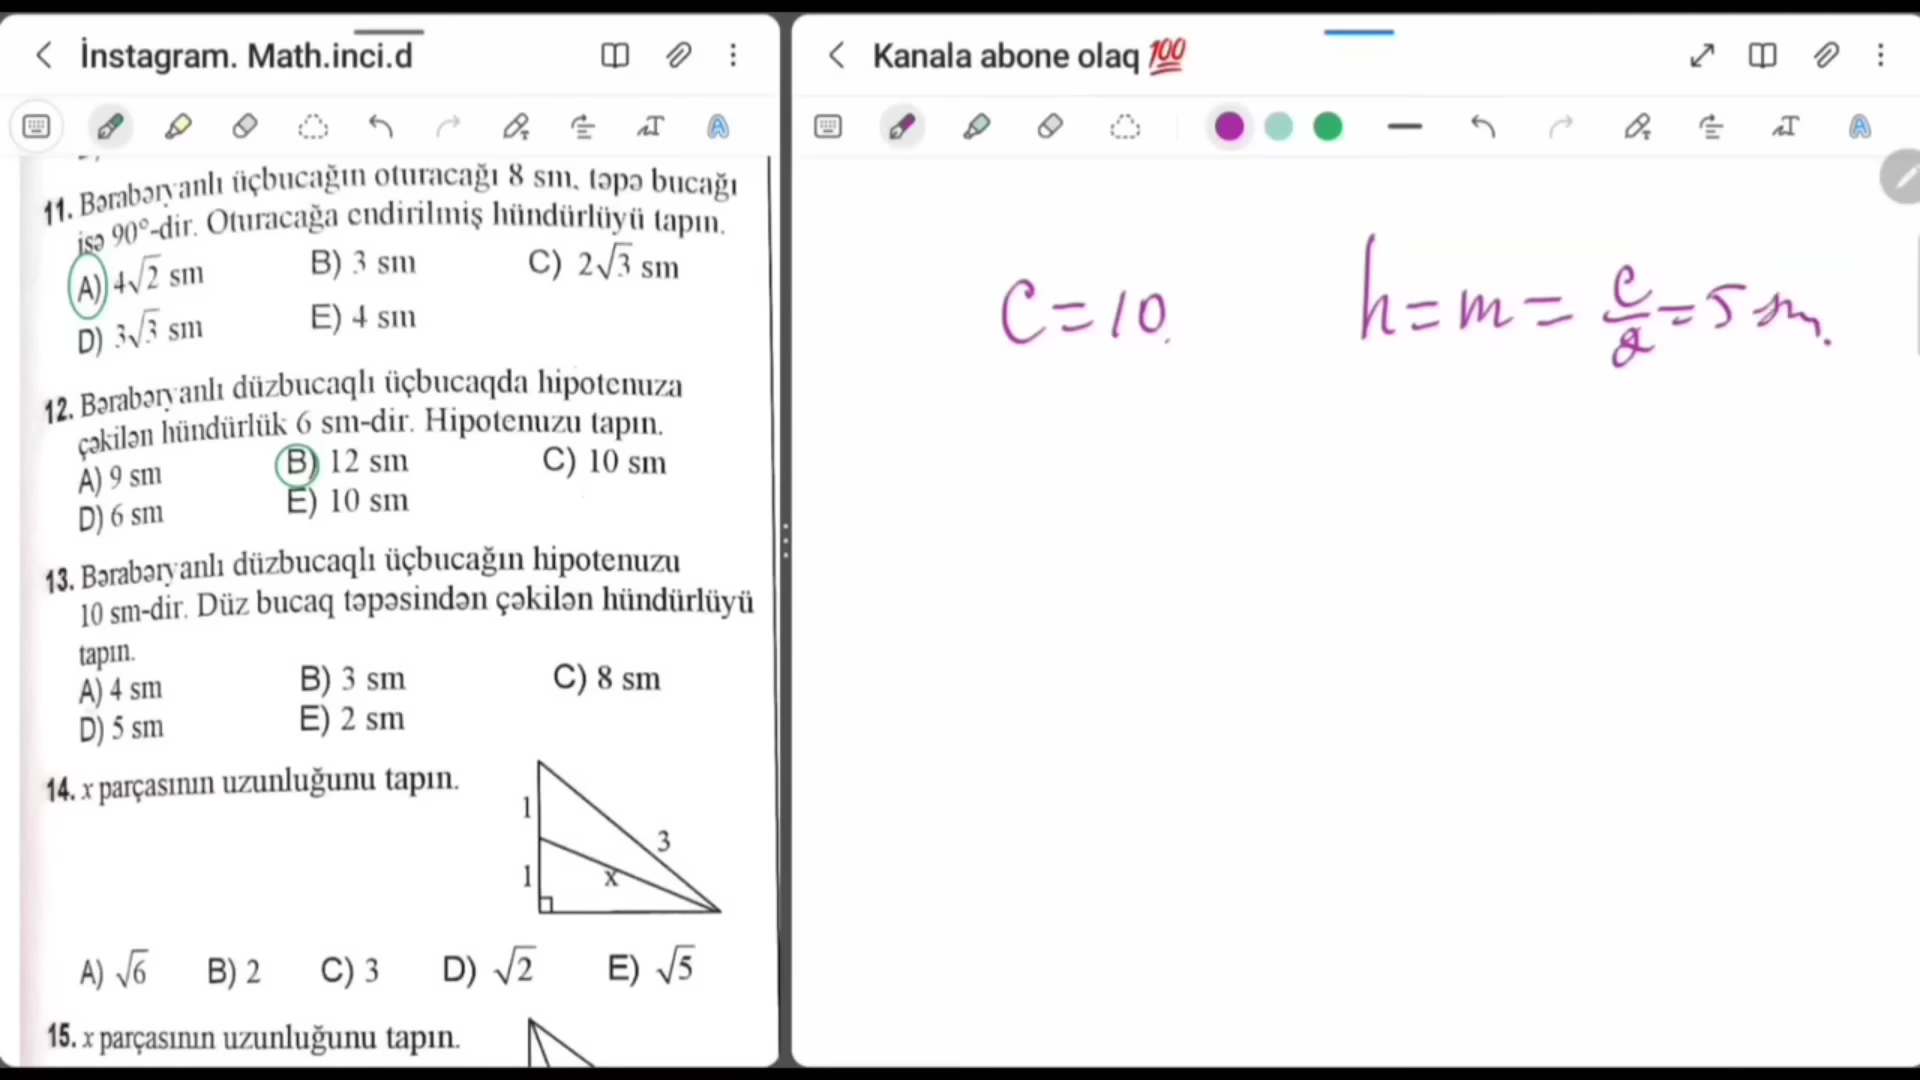 İnstagram. Math.inci.d
11. Bərabəryanlı üçbucağın oturacağı 8 sm, təpə bucağı
isə 90°-dir. Oturacağa endirilmiş hündürlüyü tapın.
A) 4√2 sm B) 3 sm C) 2√3 sm
D) 3√3 sm E) 4 sm
12. Bərabəryanlı düzbucaqlı üçbucaqda hipotenuza
çəkilən hündürlük 6 sm-dir. Hipotenuzu tapın.
A) 9 sm B) 12 sm C) 10 sm
D) 6 sm E) 10 sm
13. Bərabəryanlı düzbucaqlı üçbucağın hipotenuzu
10 sm-dir. Düz bucaq təpəsindən çəkilən hündürlüyü
tapın.
A) 4 sm B) 3 sm C) 8 sm
D) 5 sm E) 2 sm
14. x parçasının uzunluğunu tapın.
1
3
1
x
A) √6 B) 2 C) 3 D) √2 E) √5
15. x parçasının uzunluğunu tapın.
Kanala abone olaq 💯
C = 10. h = m = c/2 = 5 sm.